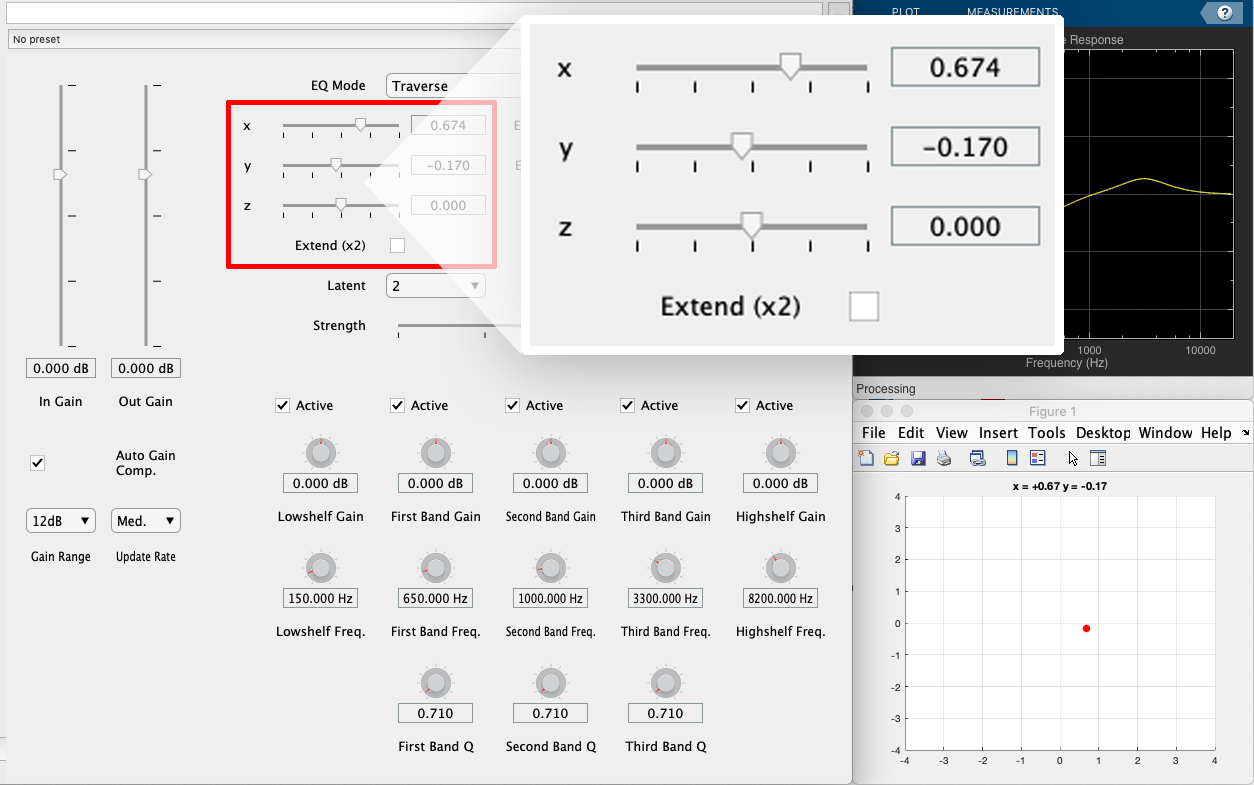 PLOT
MEASUREMENTS
?
...
No preset
EQ Mode
Traverse
x
0.674
E
y
-0.170
E
z
0.000
Extend (x2)
Latent
2
Strength
x
0.674
y
-0.170
z
0.000
Extend (x2)
Response
1000
10000
Frequency (Hz)
Processing
0.000 dB
0.000 dB
In Gain
Out Gain
Auto Gain
Comp.
12dB
Med.
Gain Range
Update Rate
Active
Active
Active
Active
Active
0.000 dB
0.000 dB
0.000 dB
0.000 dB
0.000 dB
Lowshelf Gain
First Band Gain
Second Band Gain
Third Band Gain
Highshelf Gain
150.000 Hz
650.000 Hz
1000.000 Hz
3300.000 Hz
8200.000 Hz
Lowshelf Freq.
First Band Freq.
Second Band Freq.
Third Band Freq.
Highshelf Freq.
0.710
0.710
0.710
First Band Q
Second Band Q
Third Band Q
Figure 1
File Edit View Insert Tools Desktop Window Help
x = +0.67 y = -0.17
4
3
2
1
0
-1
-2
-3
-4
-4 -3 -2 -1 0 1 2 3 4